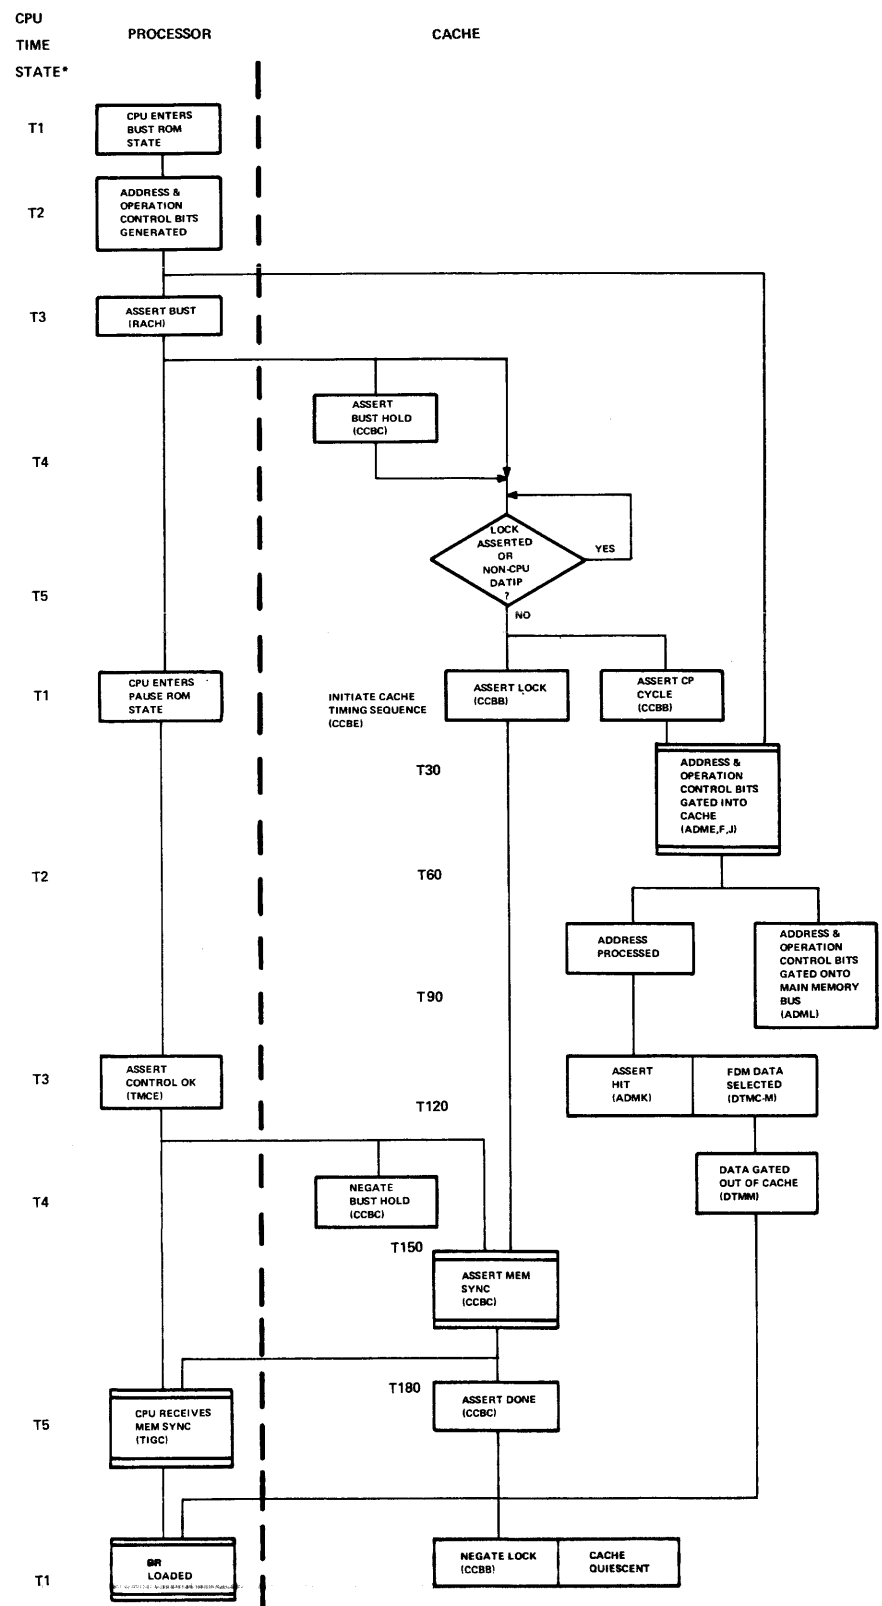 CPU
TIME
STATE*
PROCESSOR
CACHE
T1
CPU ENTERS
BUST ROM
STATE
T2
ADDRESS &
OPERATION
CONTROL BITS
GENERATED
T3
ASSERT BUST
(RACH)
ASSERT
BUST HOLD
(CCBC)
T4
LOCK
ASSERTED
OR
NON-CPU
DATIP
?
YES
NO
T5
T1
CPU ENTERS
PAUSE ROM
STATE
INITIATE CACHE
TIMING SEQUENCE
(CCBE)
ASSERT LOCK
(CCBB)
ASSERT CP
CYCLE
(CCBB)
T30
ADDRESS &
OPERATION
CONTROL BITS
GATED INTO
CACHE
(ADME,F,J)
T2
T60
ADDRESS
PROCESSED
ADDRESS &
OPERATION
CONTROL BITS
GATED ONTO
MAIN MEMORY
BUS
(ADML)
T90
T3
ASSERT
CONTROL OK
(TMCE)
ASSERT
HIT
(ADMK)
FDM DATA
SELECTED
(DTMC-M)
T120
T4
NEGATE
BUST HOLD
(CCBC)
DATA GATED
OUT OF CACHE
(DTMM)
T150
ASSERT MEM
SYNC
(CCBC)
T180
ASSERT DONE
(CCBC)
T5
CPU RECEIVES
MEM SYNC
(TIGC)
T1
BR
LOADED
NEGATE LOCK
(CCBB)
CACHE
QUIESCENT